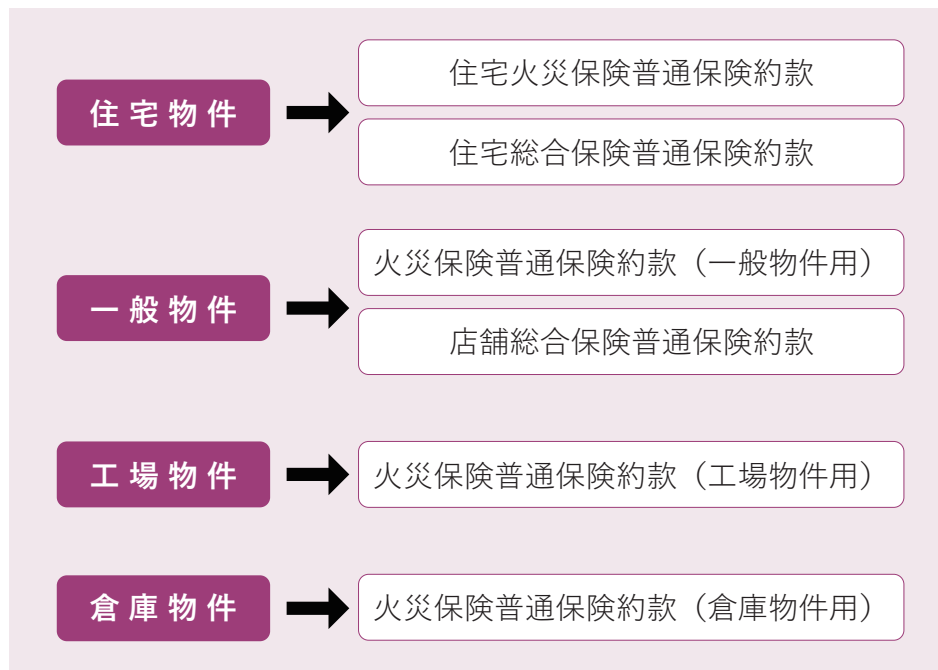 住宅物件
住宅火災保険普通保険約款
住宅総合保険普通保険約款
一般物件
火災保険普通保険約款（一般物件用）
店舗総合保険普通保険約款
工場物件
火災保険普通保険約款（工場物件用）
倉庫物件
火災保険普通保険約款（倉庫物件用）